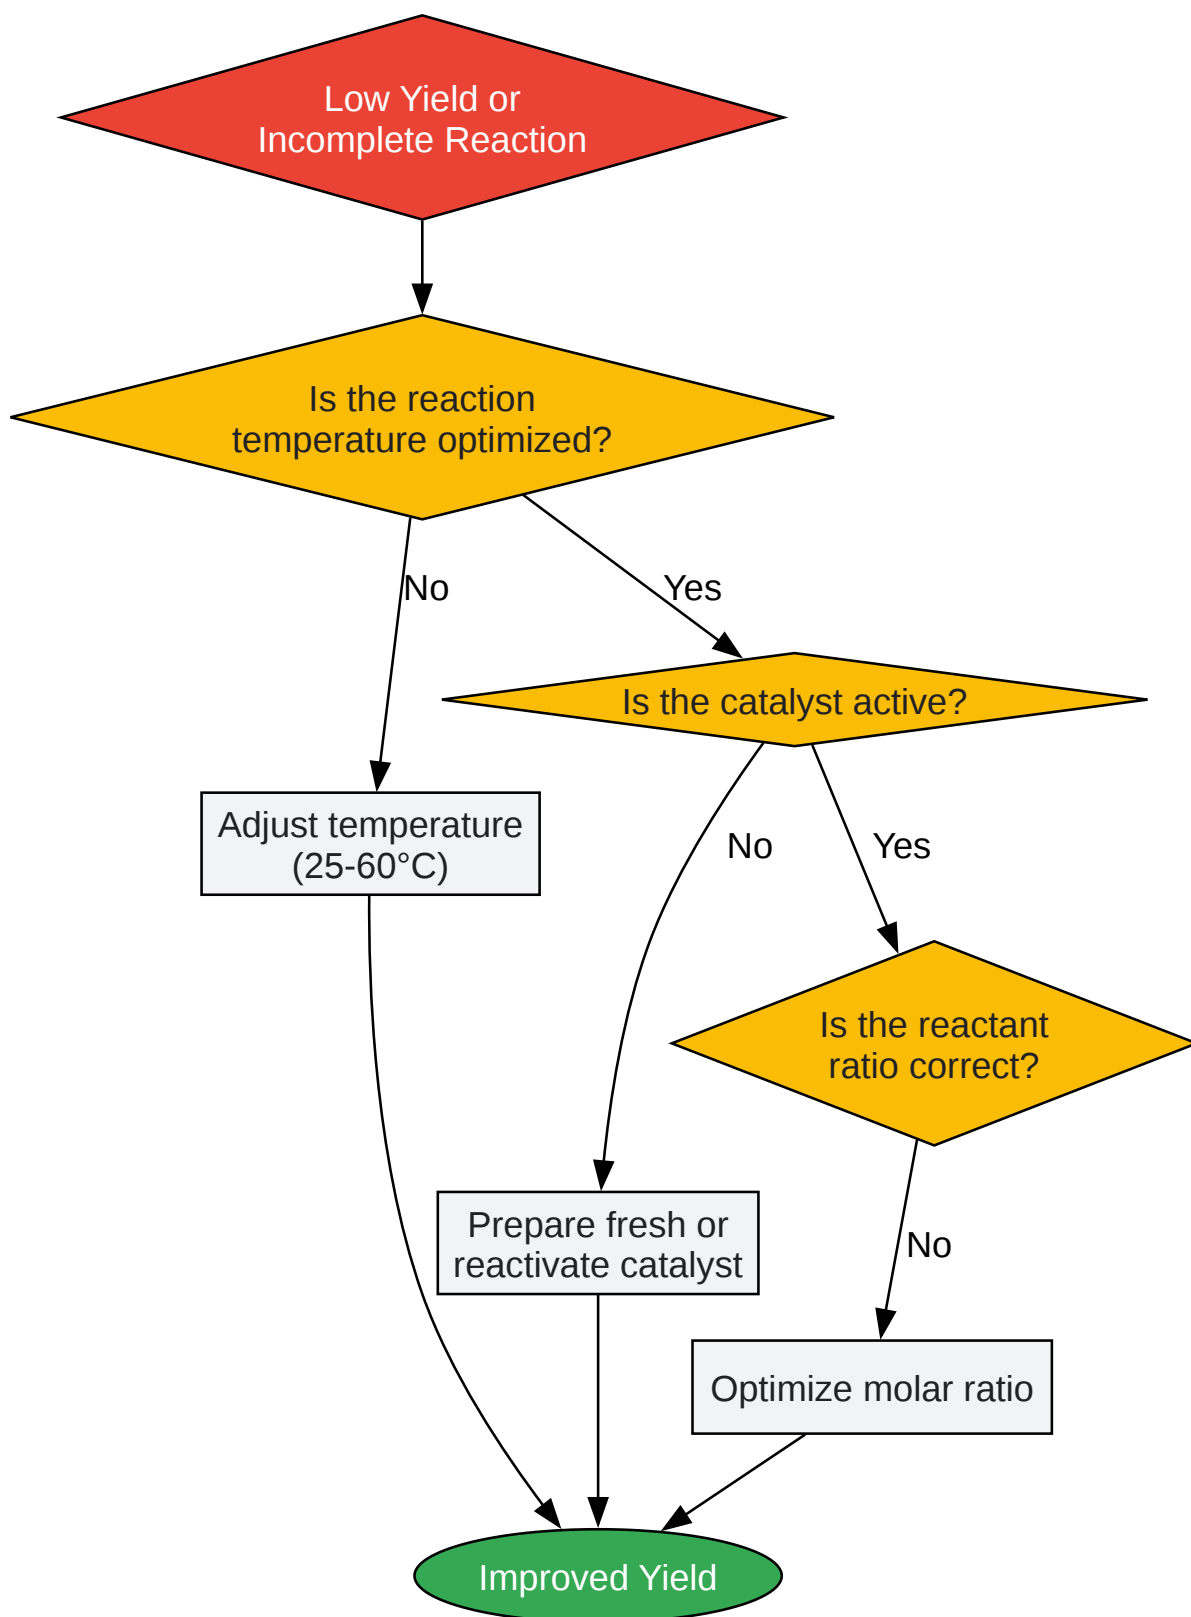 Low Yield or
Incomplete Reaction
Is the reaction
temperature optimized?
No
Yes
Is the catalyst active?
Adjust temperature
(25-60°C)
No
Yes
Is the reactant
ratio correct?
Prepare fresh or
reactivate catalyst
No
Optimize molar ratio
Improved Yield